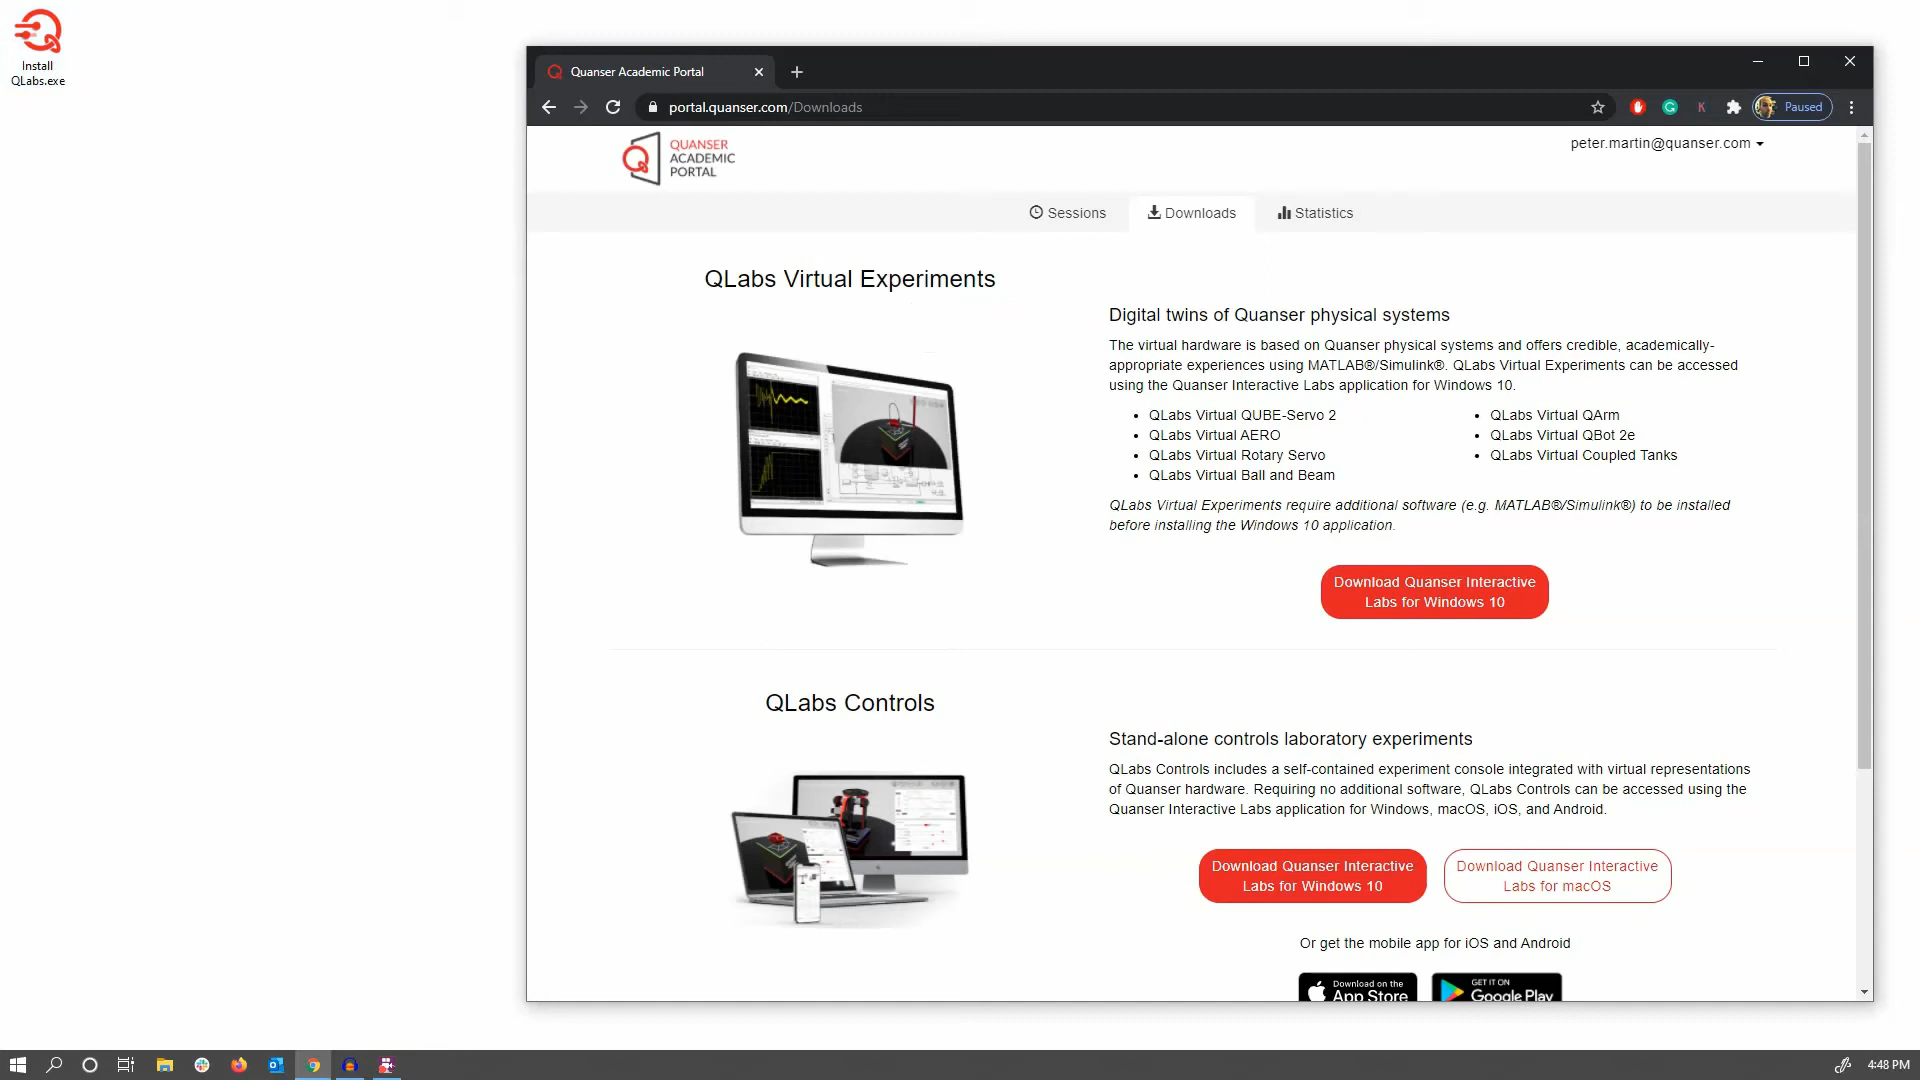 Install
QLabs.exe
Quanser Academic Portal
portal.quanser.com/Downloads
Paused
QUANSER
ACADEMIC
PORTAL
peter.martin@quanser.com
Sessions
Downloads
Statistics
QLabs Virtual Experiments
Digital twins of Quanser physical systems
The virtual hardware is based on Quanser physical systems and offers credible, academically-
appropriate experiences using MATLAB®/Simulink®. QLabs Virtual Experiments can be accessed
using the Quanser Interactive Labs application for Windows 10.
• QLabs Virtual QUBE-Servo 2
• QLabs Virtual AERO
• QLabs Virtual Rotary Servo
• QLabs Virtual Ball and Beam
• QLabs Virtual QArm
• QLabs Virtual QBot 2e
• QLabs Virtual Coupled Tanks
QLabs Virtual Experiments require additional software (e.g. MATLAB®/Simulink®) to be installed
before installing the Windows 10 application.
Download Quanser Interactive
Labs for Windows 10
QLabs Controls
Stand-alone controls laboratory experiments
QLabs Controls includes a self-contained experiment console integrated with virtual representations
of Quanser hardware. Requiring no additional software, QLabs Controls can be accessed using the
Quanser Interactive Labs application for Windows, macOS, iOS, and Android.
Download Quanser Interactive
Labs for Windows 10
Download Quanser Interactive
Labs for macOS
Or get the mobile app for iOS and Android
Download on the
App Store
GET IT ON
Google Play
4:48 PM